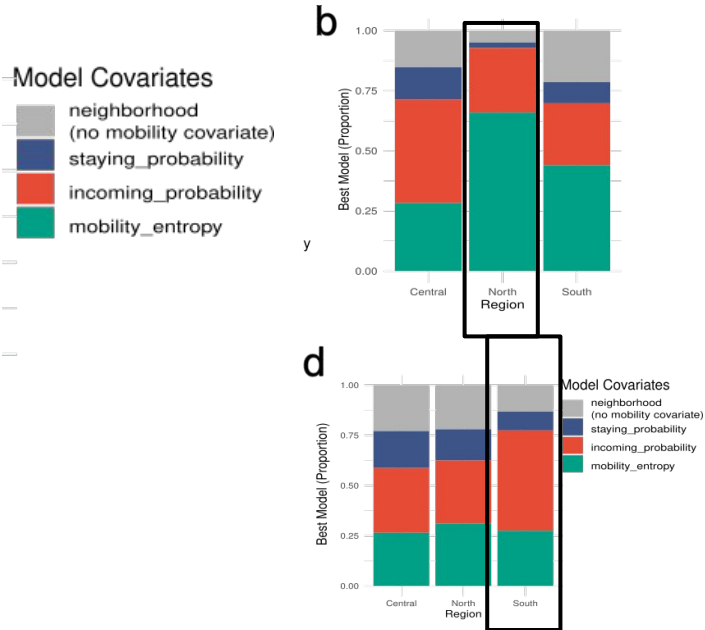 Model Covariates
neighborhood
(no mobility covariate)
staying_probability
incoming_probability
mobility_entropy
y
b
Best Model (Proportion)
1.00
0.75
0.50
0.25
0.00
Central
North
South
Region
d
Best Model (Proportion)
1.00
0.75
0.50
0.25
0.00
Central
North
South
Region
Model Covariates
neighborhood
(no mobility covariate)
staying_probability
incoming_probability
mobility_entropy